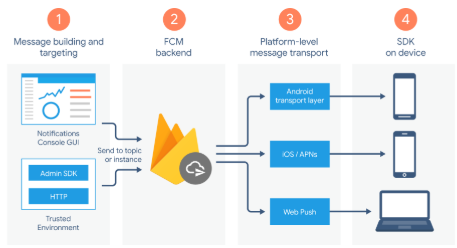 1
2
3
4
Message building and
targeting
FCM
backend
Platform-level
message transport
SDK
on device
Notifications
Console GUI
Admin SDK
HTTP
Trusted
Environment
Send to topic
or instance
Android
transport layer
iOS / APNs
Web Push